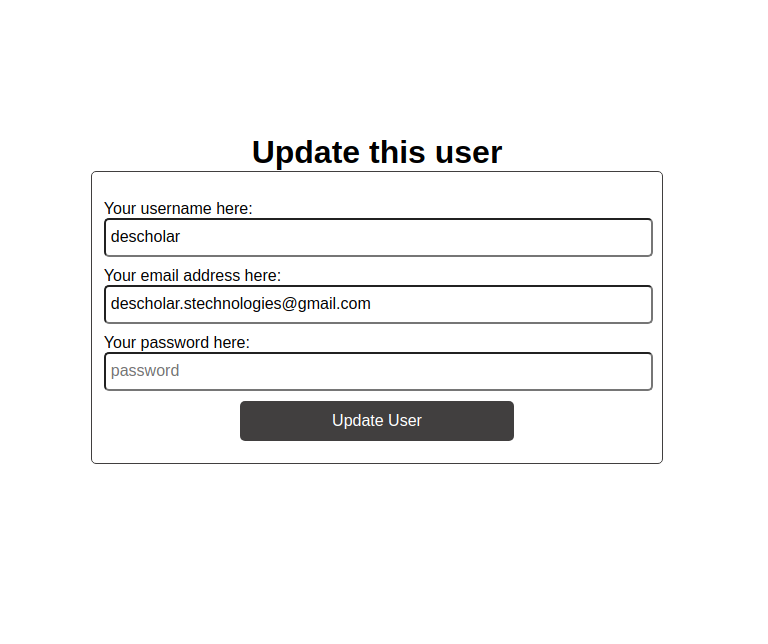 Update this user
Your username here:
descholar
Your email address here:
descholar.stechnologies@gmail.com
Your password here:
password
Update User